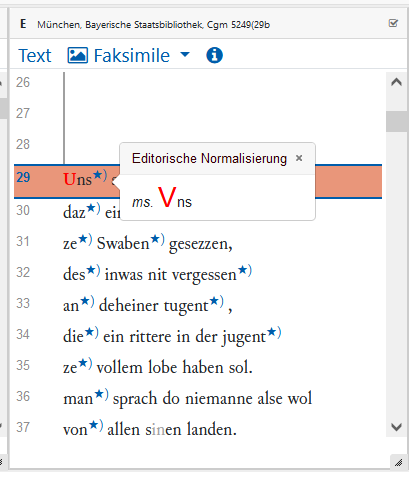 E München, Bayerische Staatsbibliothek, Cgm 5249(29b
Text Faksimile
26
27
28
29 Uns★)
Editorische Normalisierung ×
ms. Vns
30 daz★)
31 ze★) Swaben★) gesezzen,
32 des★) inwas nit vergessen★)
33 an★) deheiner tugent★) ,
34 die★) ein rittere in der jugent★)
35 ze★) vollem lobe haben sol.
36 man★) sprach do niemanne alse wol
37 von★) allen sinen landen.